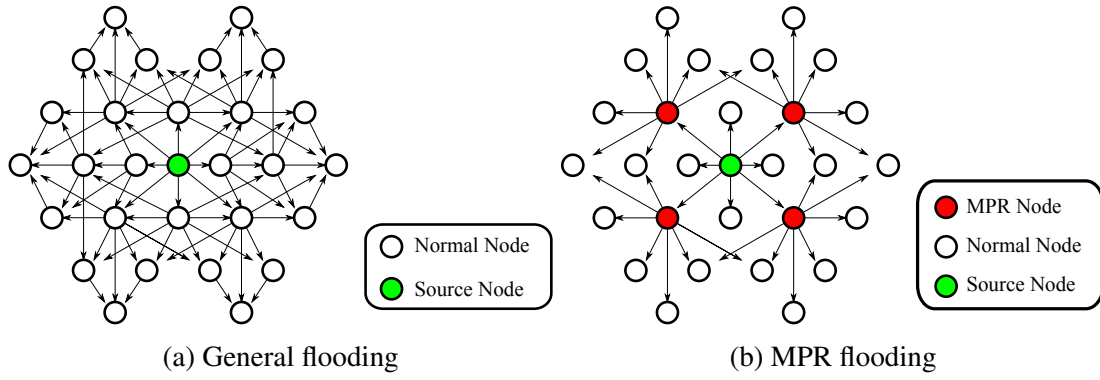 Normal Node
Source Node
MPR Node
Normal Node
Source Node
(a) General flooding
(b) MPR flooding